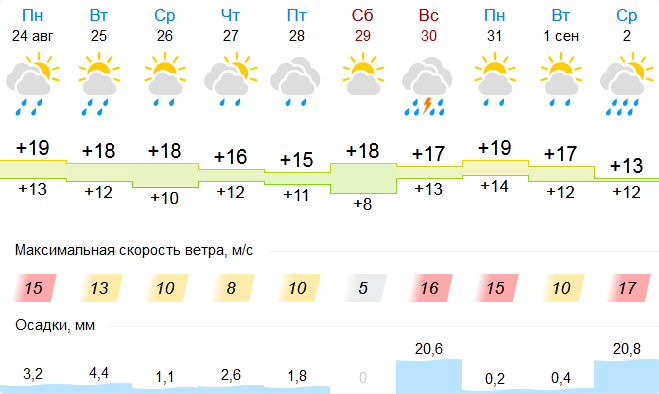 Пн Вт Ср Чт Пт Сб Вс Пн Вт Ср
24 авг 25 26 27 28 29 30 31 1 сен 2
+19 +18 +18 +16 +15 +18 +17 +19 +17 +13
+13 +12 +10 +12 +11 +8 +13 +14 +12 +12
Максимальная скорость ветра, м/с
15 13 10 8 10 5 16 15 10 17
Осадки, мм
3,2 4,4 1,1 2,6 1,8 0 20,6 0,2 0,4 20,8